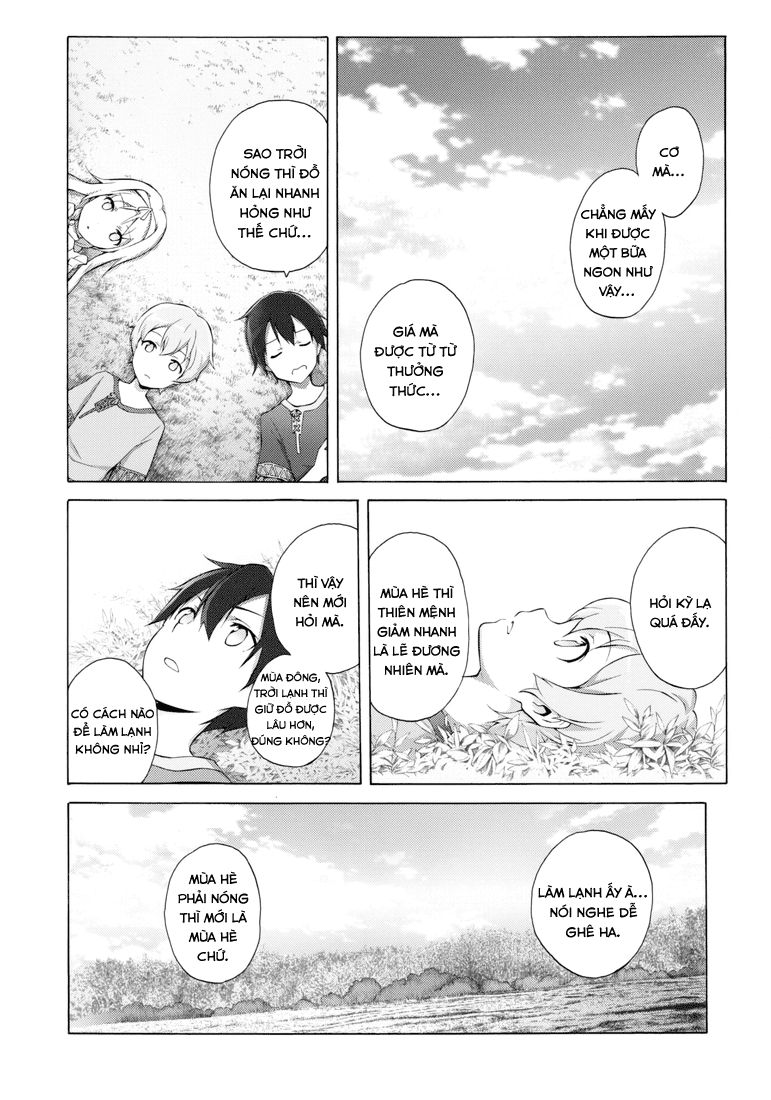 CƠ
MÀ...
CHẲNG MẤY
KHI ĐƯỢC
MỘT BỮA
NGON NHƯ
VẬY...
GIÁ MÀ
ĐƯỢC TỪ TỪ
THƯỞNG
THỨC...
SAO TRỜI
NÓNG THÌ ĐỒ
ĂN LẠI NHANH
HỎNG NHƯ
THẾ CHỨ...
HỎI KỲ LẠ
QUÁ ĐẤY.
MÙA HÈ THÌ
THIÊN MỆNH
GIẢM NHANH
LÀ LẼ ĐƯƠNG
NHIÊN MÀ.
THÌ VẬY
NÊN MỚI
HỎI MÀ.
MÙA ĐÔNG,
TRỜI LẠNH THÌ
GIỮ ĐỒ ĐƯỢC
LÂU HƠN,
ĐÚNG KHÔNG?
CÓ CÁCH NÀO
ĐỂ LÀM LẠNH
KHÔNG NHỈ?
LÀM LẠNH ẤY À...
NÓI NGHE DỄ
GHÊ HA.
MÙA HÈ
PHẢI NÓNG
THÌ MỚI LÀ
MÙA HÈ
CHỨ.